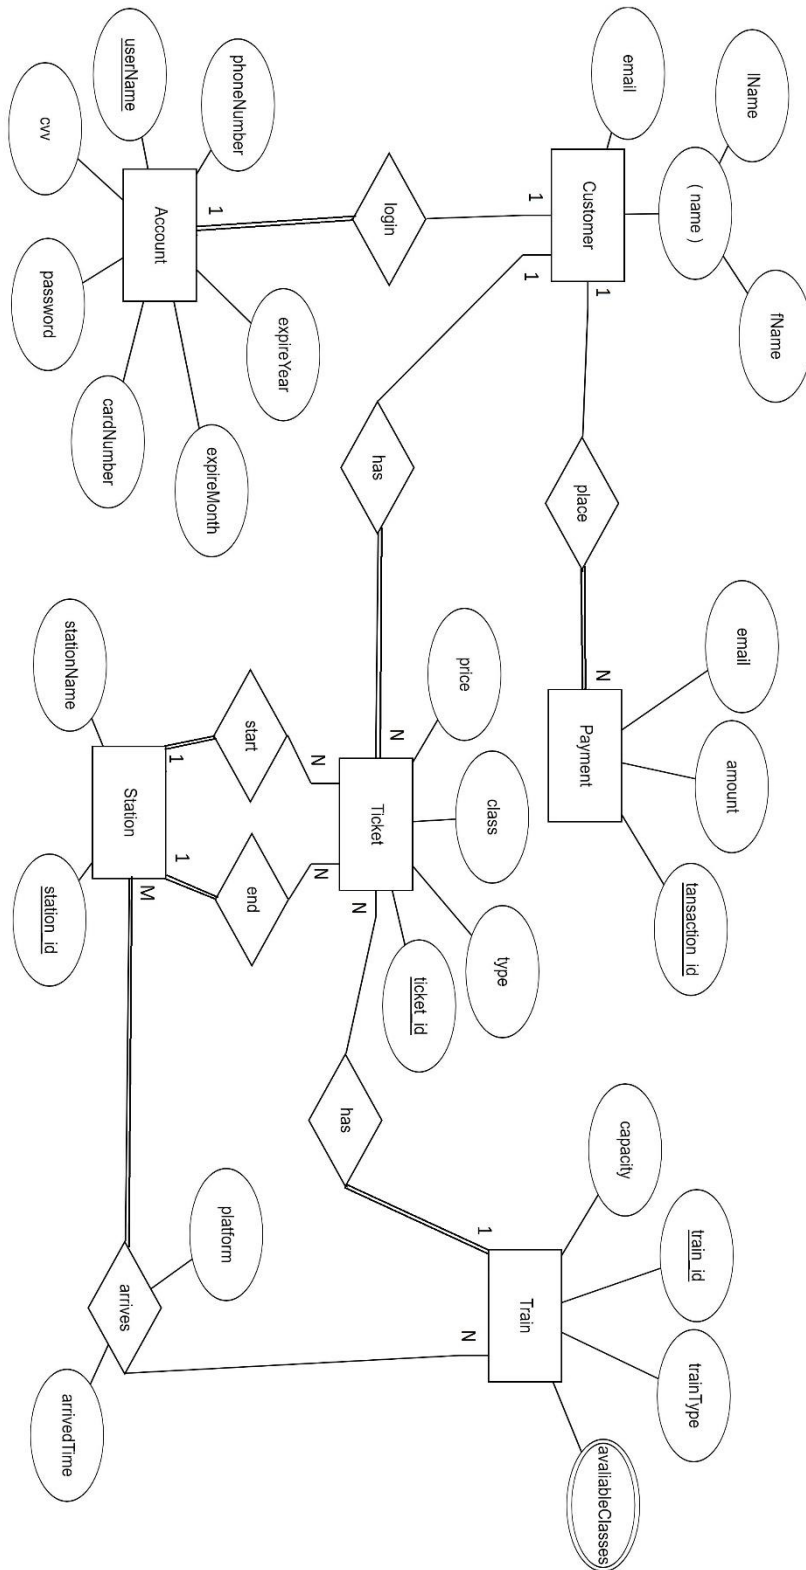 lName
( name )
fName
email
Customer
1
1
1
login
phoneNumber
userName
cvv
1
Account
password
cardNumber
expireMonth
expireYear
has
place
N
Payment
email
amount
tansaction_id
price
class
type
ticket_id
N
Ticket
N
N
N
start
end
1
1
Station
M
stationName
station_id
has
1
Train
N
capacity
train_id
trainType
avaliableClasses
arrives
platform
arrivedTime